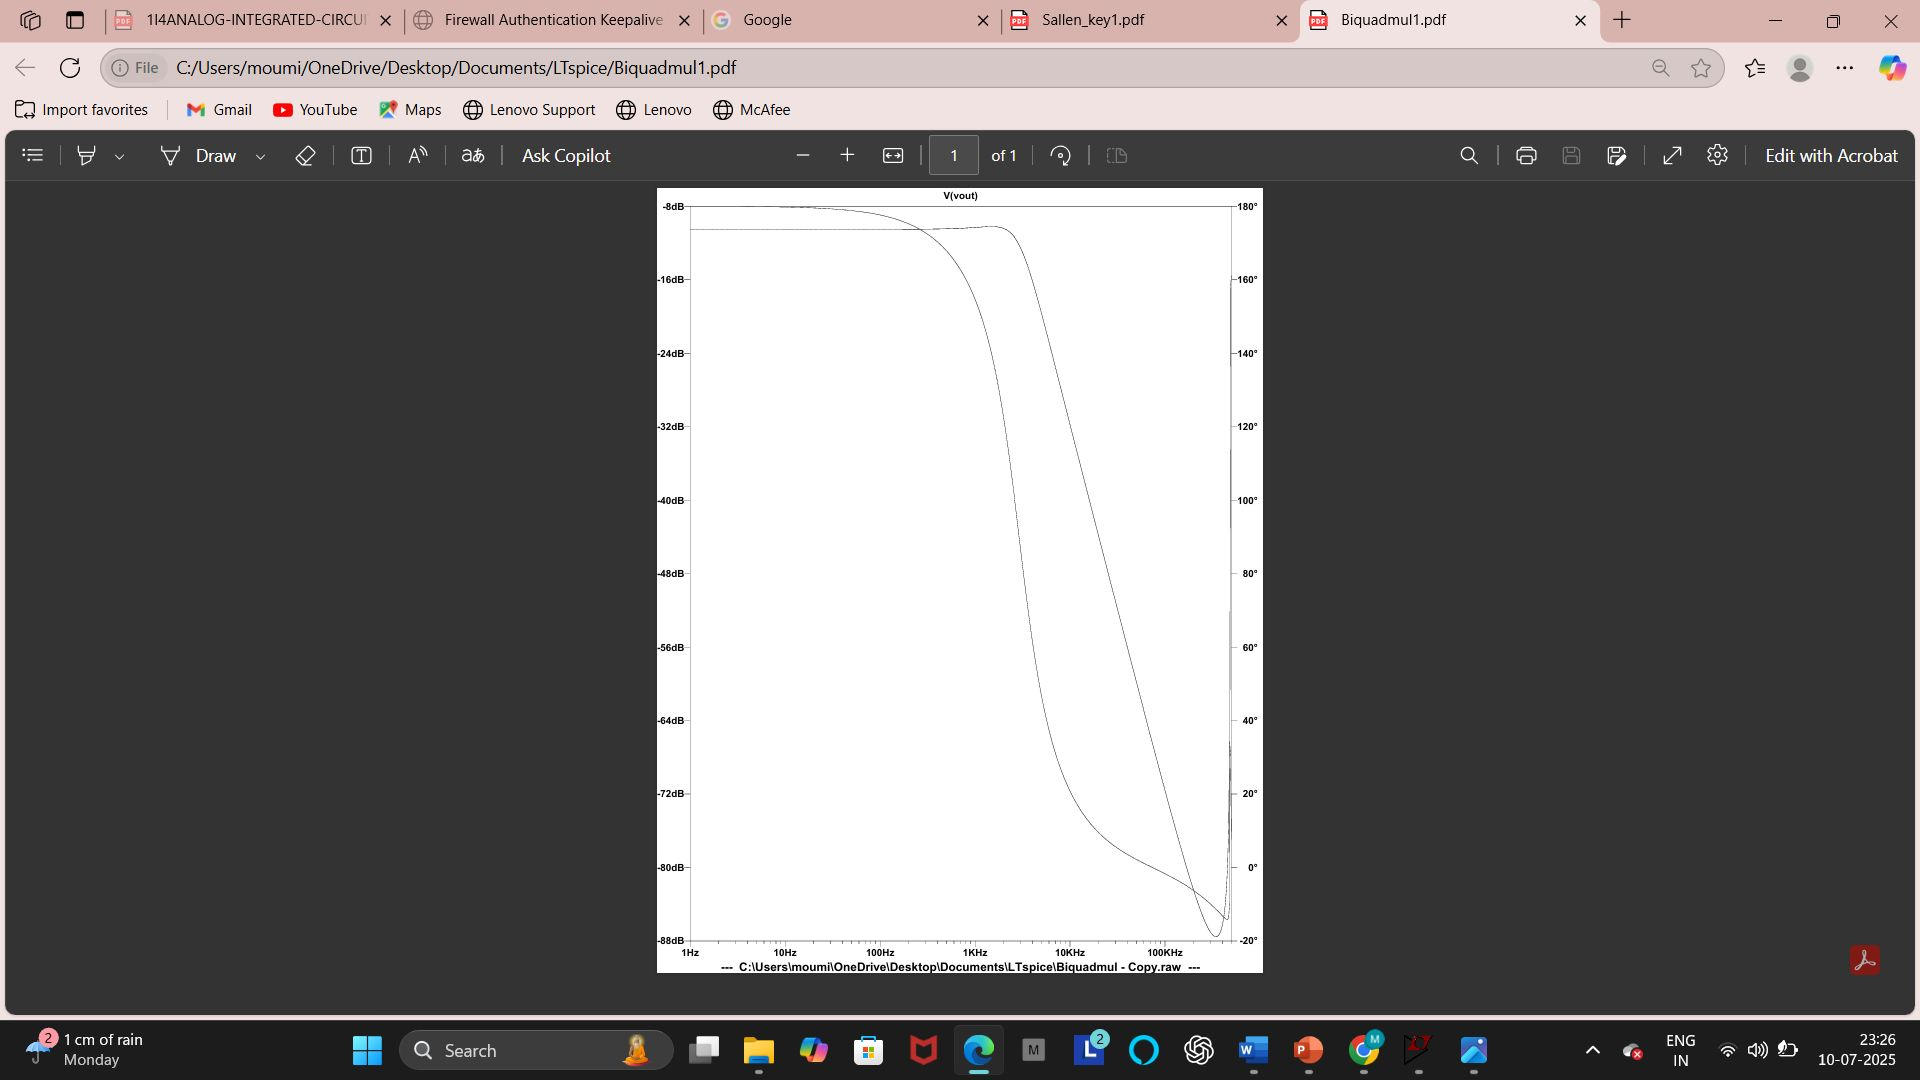 1I4ANALOG-INTEGRATED-CIRCUI
Firewall Authentication Keepalive
Google
Sallen_key1.pdf
Biquadmul1.pdf
File
C:/Users/moumi/OneDrive/Desktop/Documents/LTspice/Biquadmul1.pdf
Import favorites
Gmail
YouTube
Maps
Lenovo Support
Lenovo
McAfee
Draw
T
A
aあ
Ask Copilot
1
of 1
Edit with Acrobat
V(vout)
-8dB
180°
-16dB
160°
-24dB
140°
-32dB
120°
-40dB
100°
-48dB
80°
-56dB
60°
-64dB
40°
-72dB
20°
-80dB
0°
-88dB
-20°
1Hz
10Hz
100Hz
1KHz
10KHz
100KHz
--- C:\Users\moumi\OneDrive\Desktop\Documents\LTspice\Biquadmul - Copy.raw ---
2
1 cm of rain
Monday
Search
M
L
2
W
P
M
ENG
IN
23:26
10-07-2025